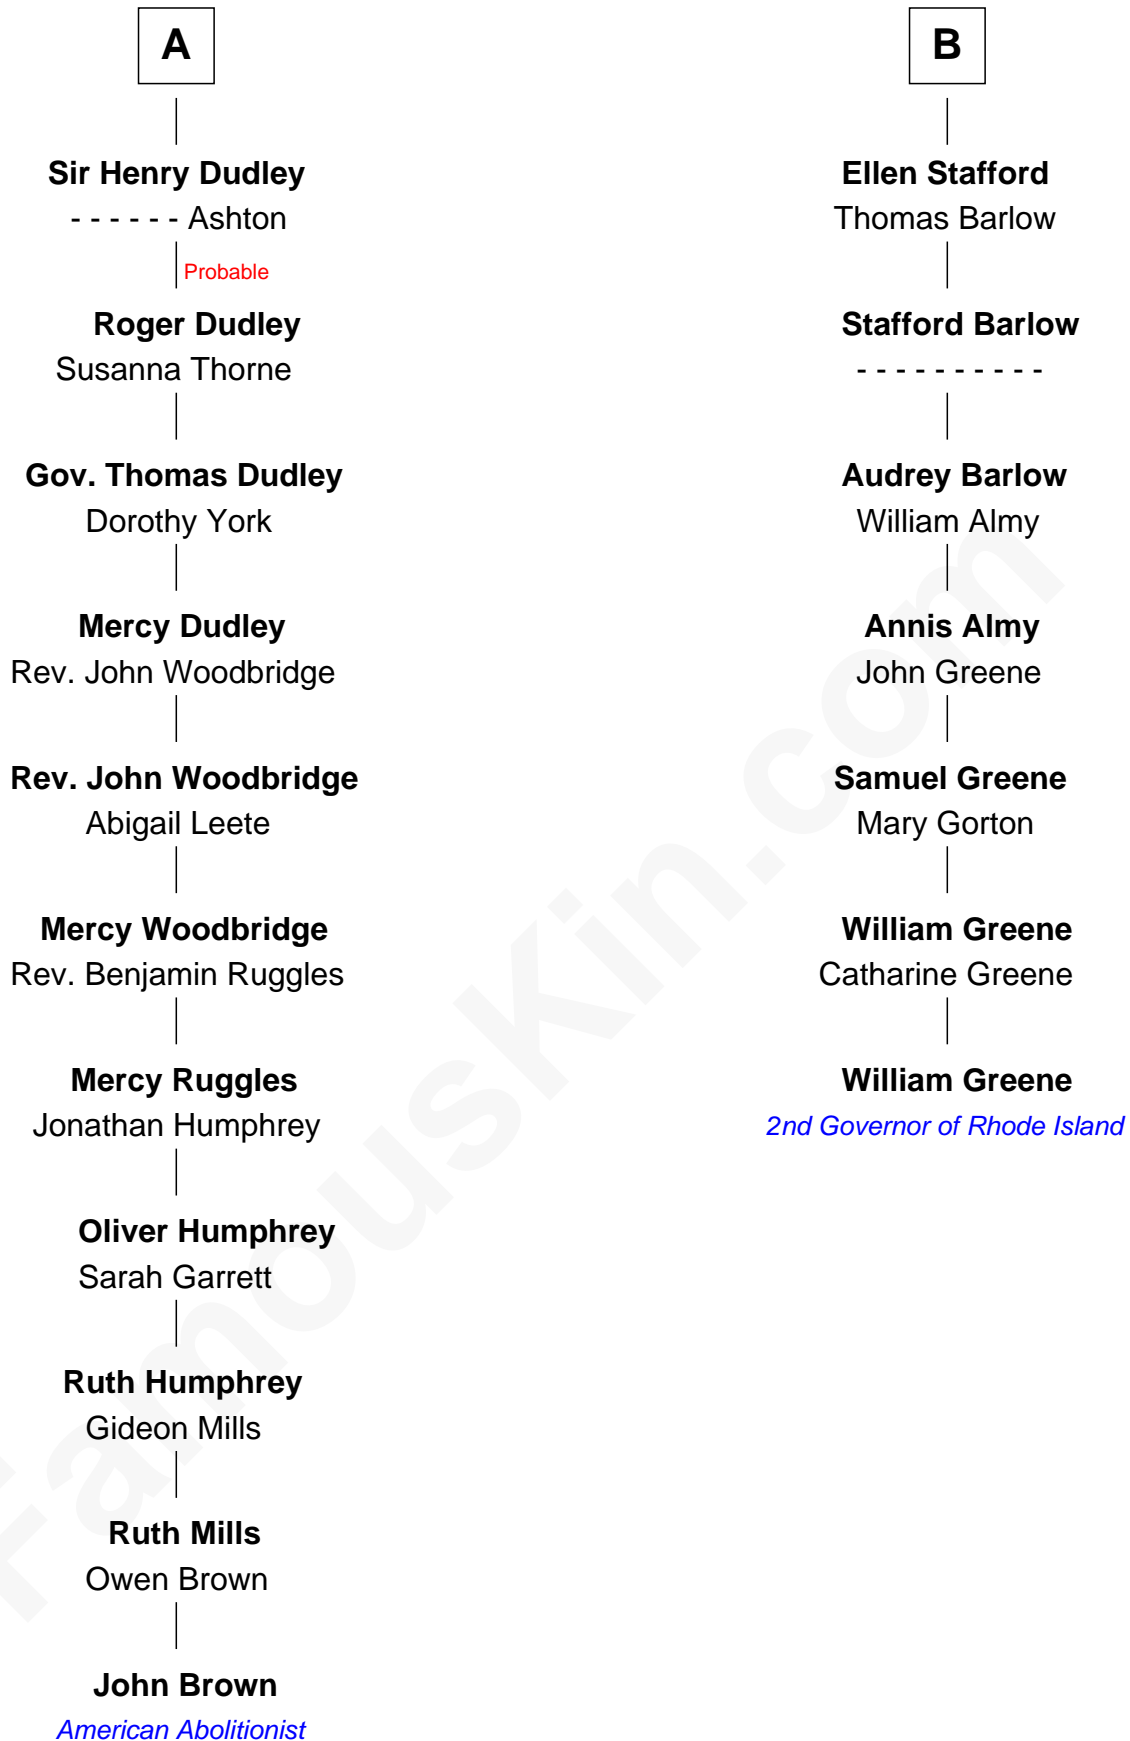 A
Sir Henry Dudley
- - - - - - Ashton
Probable
Roger Dudley
Susanna Thorne
Gov. Thomas Dudley
Dorothy York
Mercy Dudley
Rev. John Woodbridge
Rev. John Woodbridge
Abigail Leete
Mercy Woodbridge
Rev. Benjamin Ruggles
Mercy Ruggles
Jonathan Humphrey
Oliver Humphrey
Sarah Garrett
Ruth Humphrey
Gideon Mills
Ruth Mills
Owen Brown
John Brown
American Abolitionist
B
Ellen Stafford
Thomas Barlow
Stafford Barlow
- - - - - - - - - -
Audrey Barlow
William Almy
Annis Almy
John Greene
Samuel Greene
Mary Gorton
William Greene
Catharine Greene
William Greene
2nd Governor of Rhode Island
FamousKin.com